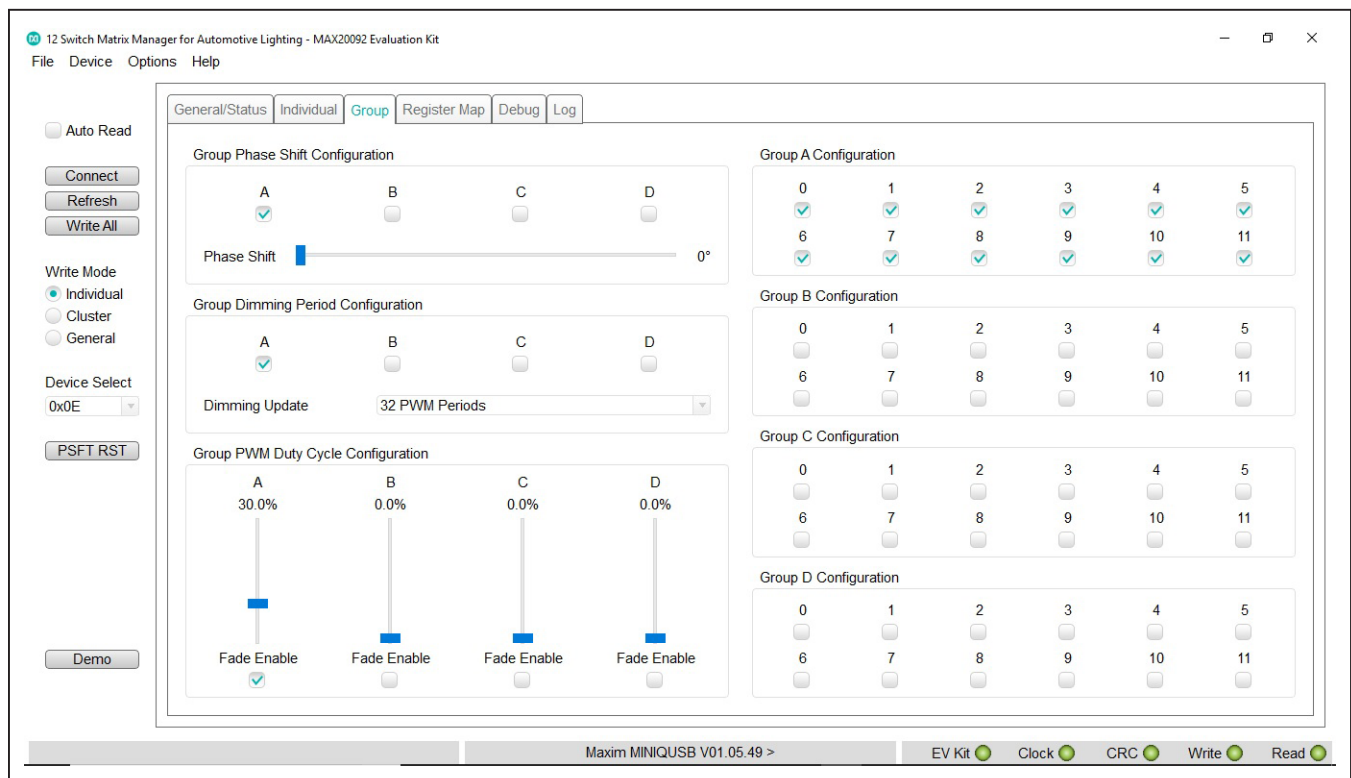 12 Switch Matrix Manager for Automotive Lighting - MAX20092 Evaluation Kit
File Device Options Help
Auto Read
Connect
Refresh
Write All
Write Mode
Individual
Cluster
General
Device Select
0x0E
PSFT RST
Demo
General/Status Individual Group Register Map Debug Log
Group Phase Shift Configuration
A B C D
Phase Shift 0°
Group Dimming Period Configuration
A B C D
Dimming Update 32 PWM Periods
Group PWM Duty Cycle Configuration
A B C D
30.0% 0.0% 0.0% 0.0%
Fade Enable Fade Enable Fade Enable Fade Enable
Group A Configuration
0 1 2 3 4 5
6 7 8 9 10 11
Group B Configuration
0 1 2 3 4 5
6 7 8 9 10 11
Group C Configuration
0 1 2 3 4 5
6 7 8 9 10 11
Group D Configuration
0 1 2 3 4 5
6 7 8 9 10 11
Maxim MINIQUSB V01.05.49 > EV Kit Clock CRC Write Read